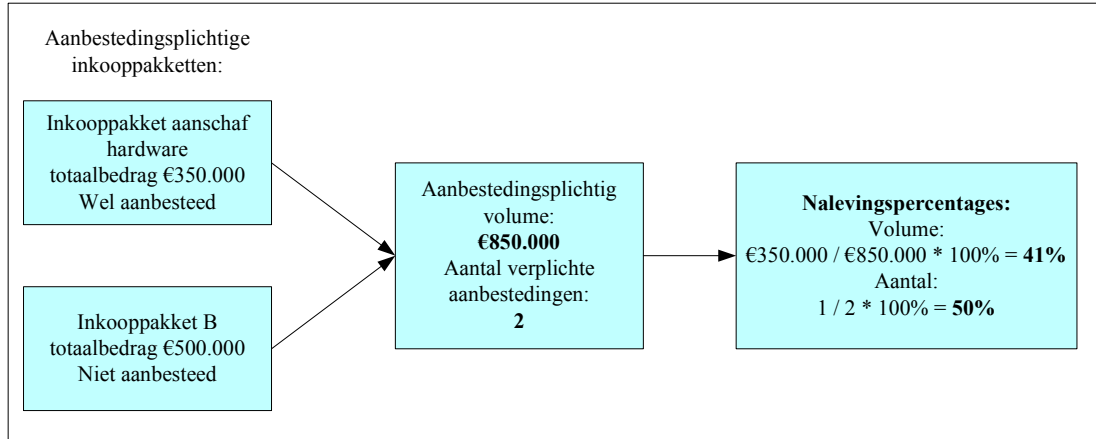 Aanbestedingsplichtige
inkooppakketten:
Inkooppakket aanschaf
hardware
totaalbedrag €350.000
Wel aanbesteed
Inkooppakket B
totaalbedrag €500.000
Niet aanbesteed
Aanbestedingsplichtig
volume:
€850.000
Aantal verplichte
aanbestedingen:
2
Nalevingspercentages:
Volume:
€350.000 / €850.000 * 100% = 41%
Aantal:
1 / 2 * 100% = 50%